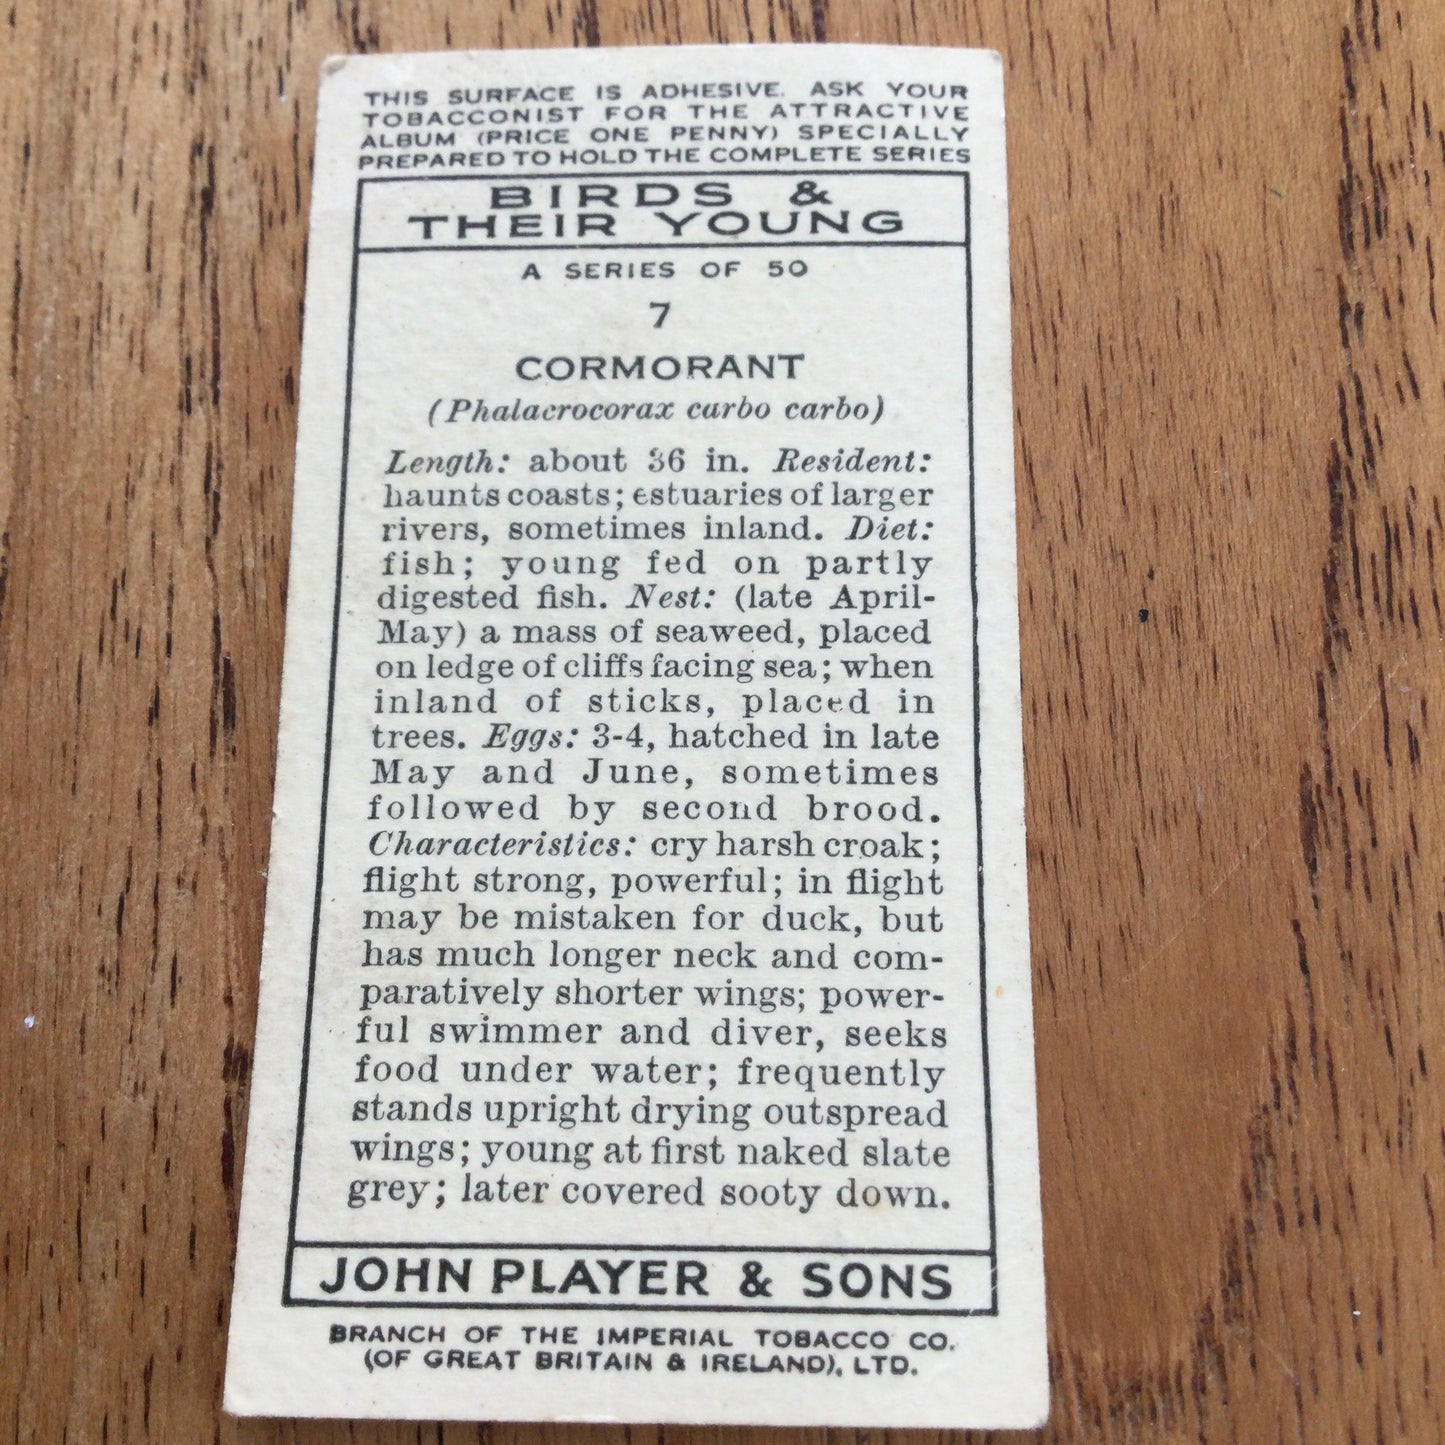 THIS SURFACE IS ADHESIVE. ASK YOUR
TOBACCONIST FOR THE ATTRACTIVE
ALBUM (PRICE ONE PENNY) SPECIALLY
PREPARED TO HOLD THE COMPLETE SERIES
BIRDS &
THEIR YOUNG
A SERIES OF 50
7
CORMORANT
(Phalacrocorax carbo carbo)
Length: about 36 in. Resident:
haunts coasts; estuaries of larger
rivers, sometimes inland. Diet:
fish; young fed on partly
digested fish. Nest: (late April-
May) a mass of seaweed, placed
on ledge of cliffs facing sea; when
inland of sticks, placed in
trees. Eggs: 3-4, hatched in late
May and June, sometimes
followed by second brood.
Characteristics: cry harsh croak;
flight strong, powerful; in flight
may be mistaken for duck, but
has much longer neck and com-
paratively shorter wings; power-
ful swimmer and diver, seeks
food under water; frequently
stands upright drying outspread
wings; young at first naked slate
grey; later covered sooty down.
JOHN PLAYER & SONS
BRANCH OF THE IMPERIAL TOBACCO CO.
(OF GREAT BRITAIN & IRELAND), LTD.